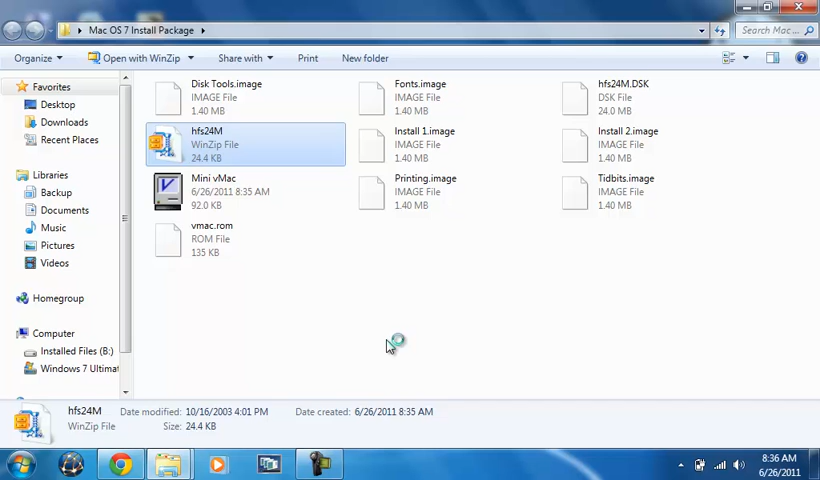 Mac OS 7 Install Package
Search Mac ...
Organize
Open with WinZip
Share with
Print
New folder
Favorites
Desktop
Downloads
Recent Places
Libraries
Backup
Documents
Music
Pictures
Videos
Homegroup
Computer
Installed Files (B:)
Windows 7 Ultimat
Disk Tools.image
IMAGE File
1.40 MB
Fonts.image
IMAGE File
1.40 MB
hfs24M.DSK
DSK File
24.0 MB
hfs24M
WinZip File
24.4 KB
Install 1.image
IMAGE File
1.40 MB
Install 2.image
IMAGE File
1.40 MB
Mini vMac
6/26/2011 8:35 AM
92.0 KB
Printing.image
IMAGE File
1.40 MB
Tidbits.image
IMAGE File
1.40 MB
vmac.rom
ROM File
135 KB
hfs24M
WinZip File
Date modified: 10/16/2003 4:01 PM
Size: 24.4 KB
Date created: 6/26/2011 8:35 AM
8:36 AM
6/26/2011